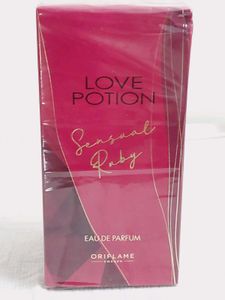 LOVE
POTION
Sensual
Ruby
EAU DE PARFUM
ORIFLAME
SWEDEN